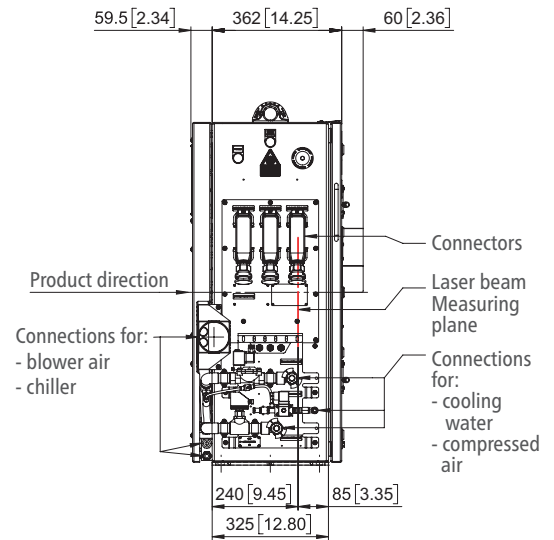 59.5[2.34] 362[14.25] 60[2.36]
Connectors
Product direction
Laser beam
Measuring
plane
Connections for:
- blower air
- chiller
Connections
for:
- cooling
water
- compressed
air
240[9.45] 85[3.35]
325[12.80]